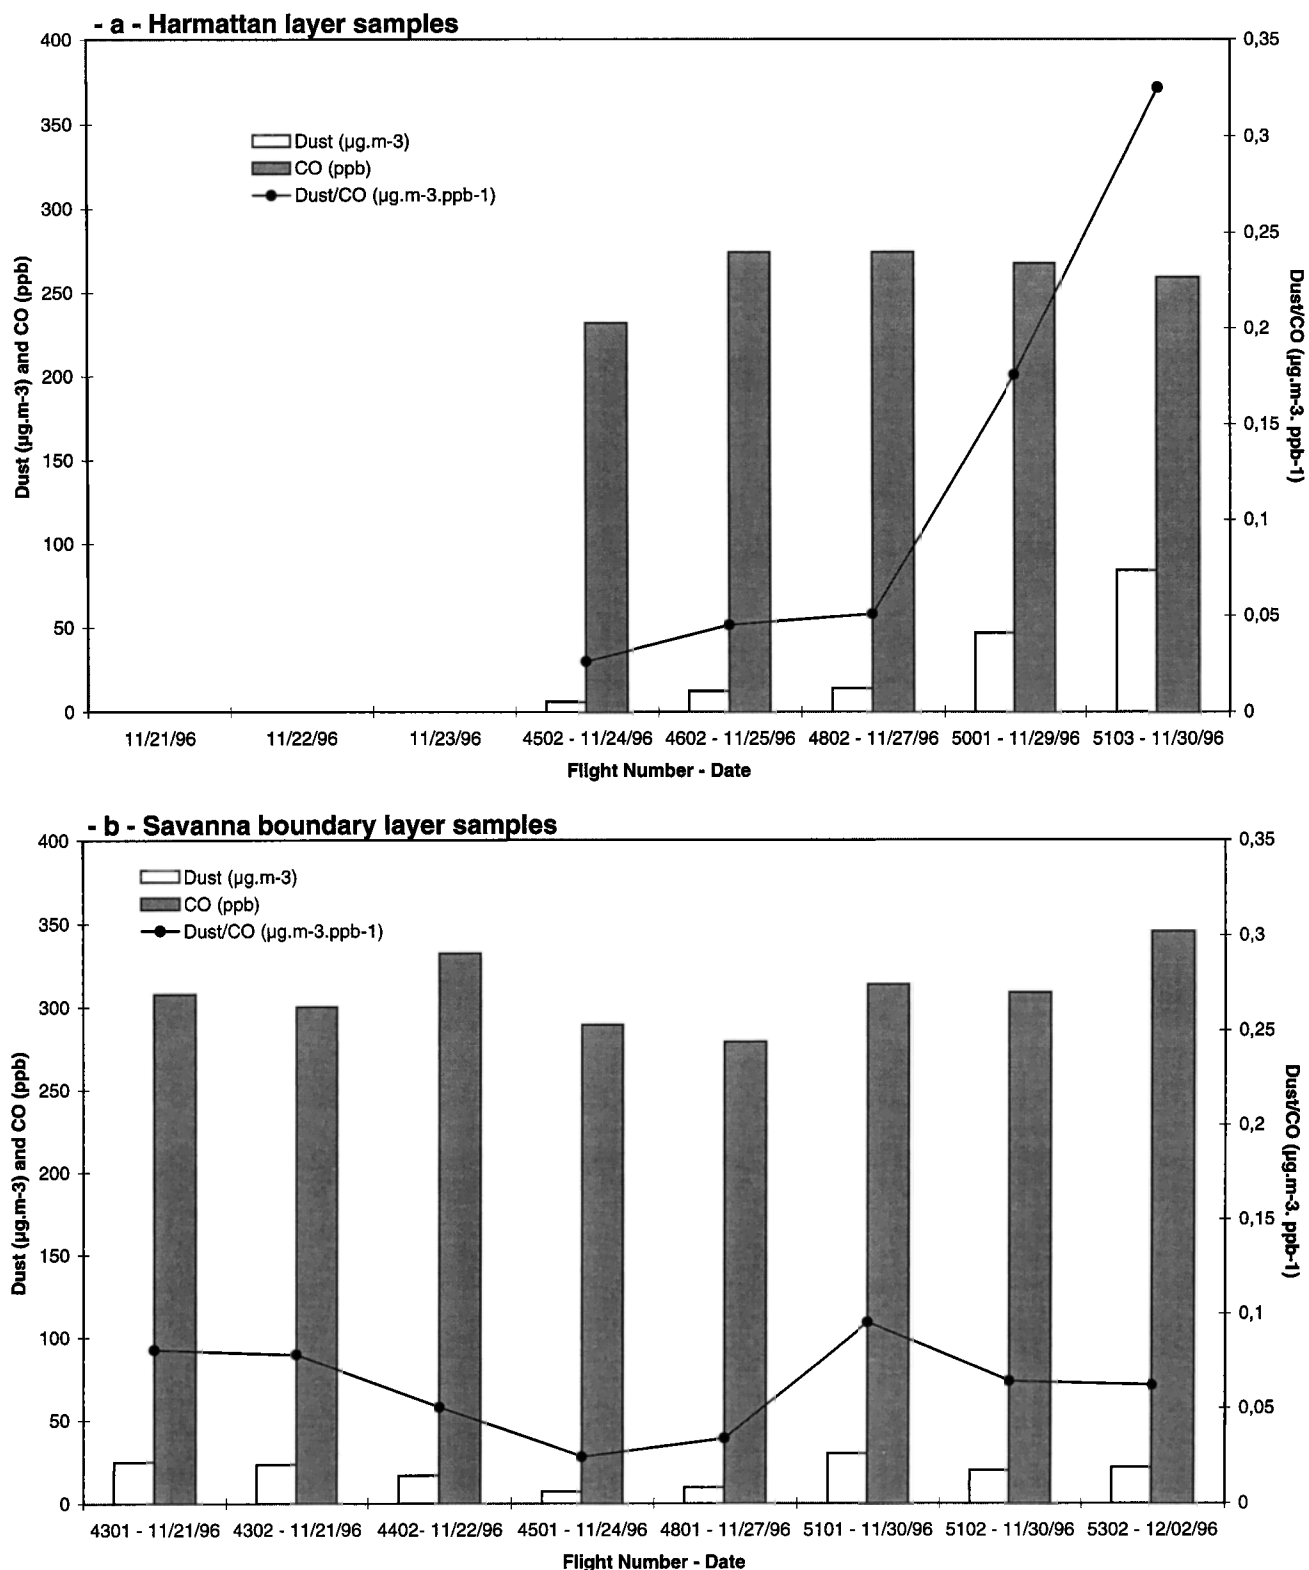 - a - Harmattan layer samples
400
350
300
250
200
150
100
50
0
0,35
0,3
0,25
0,2
0,15
0,1
0,05
0
Dust (µg.m-3)
CO (ppb)
Dust/CO (µg.m-3.ppb-1)
Dust (µg.m-3) and CO (ppb)
Dust/CO (µg.m-3. ppb-1)
11/21/96 11/22/96 11/23/96 4502 - 11/24/96 4602 - 11/25/96 4802 - 11/27/96 5001 - 11/29/96 5103 - 11/30/96
Flight Number - Date
- b - Savanna boundary layer samples
400
350
300
250
200
150
100
50
0
0,35
0,3
0,25
0,2
0,15
0,1
0,05
0
Dust (µg.m-3)
CO (ppb)
Dust/CO (µg.m-3.ppb-1)
Dust (µg.m-3) and CO (ppb)
Dust/CO (µg.m-3. ppb-1)
4301 - 11/21/96 4302 - 11/21/96 4402- 11/22/96 4501 - 11/24/96 4801 - 11/27/96 5101 - 11/30/96 5102 - 11/30/96 5302 - 12/02/96
Flight Number - Date